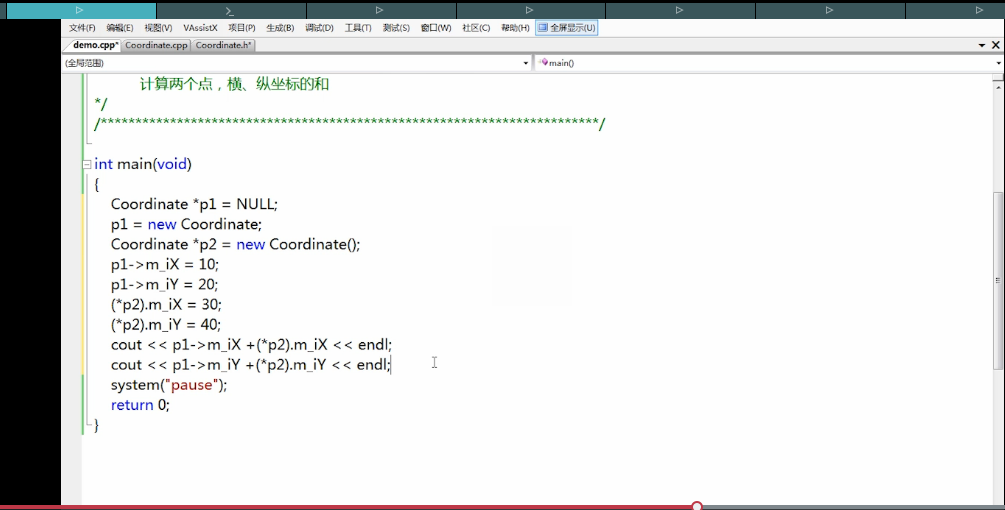 文件(F) 编辑(E) 视图(V) VAssistX 项目(P) 生成(B) 调试(D) 工具(T) 测试(S) 窗口(W) 社区(C) 帮助(H) 全屏显示(U)
demo.cpp* Coordinate.cpp Coordinate.h*
(全局范围) main()
计算两个点，横、纵坐标的和
*/
/************************************************************************/
int main(void)
{
Coordinate *p1 = NULL;
p1 = new Coordinate;
Coordinate *p2 = new Coordinate();
p1->m_iX = 10;
p1->m_iY = 20;
(*p2).m_iX = 30;
(*p2).m_iY = 40;
cout << p1->m_iX +(*p2).m_iX << endl;
cout << p1->m_iY +(*p2).m_iY << endl;
system("pause");
return 0;
}